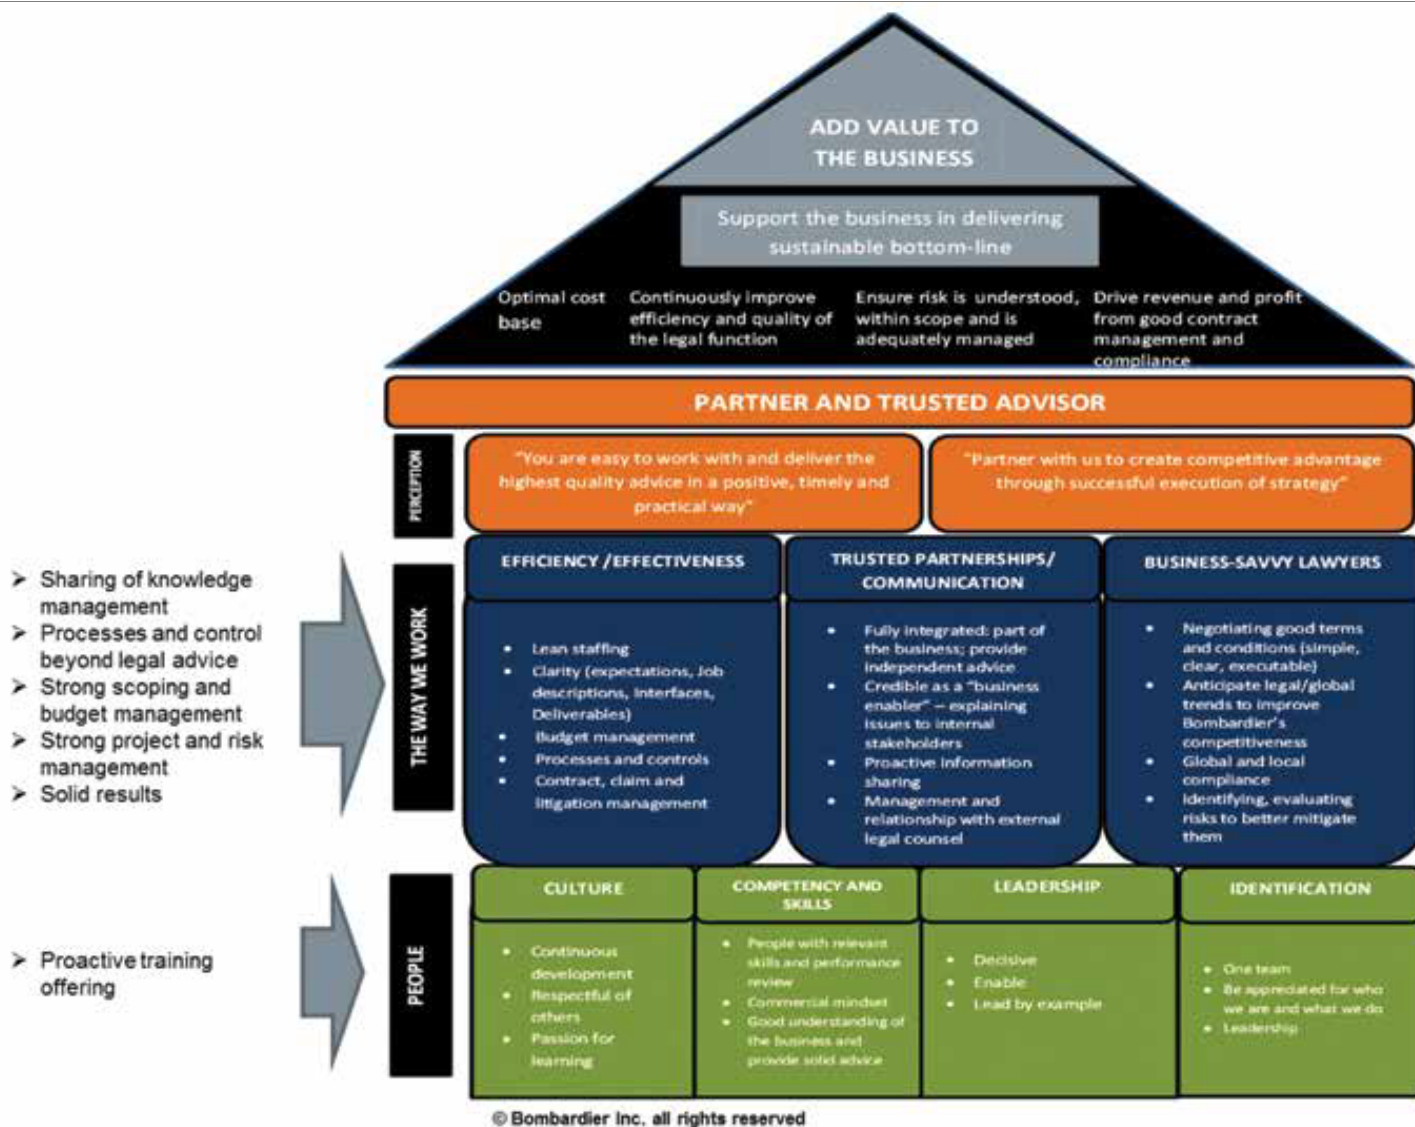 ADD VALUE TO
THE BUSINESS
Support the business in delivering
sustainable bottom-line
Optimal cost
base
Continuously improve
efficiency and quality of
the legal function
Ensure risk is understood,
within scope and is
adequately managed
Drive revenue and profit
from good contract
management and
compliance
PARTNER AND TRUSTED ADVISOR
PERCEPTION
"You are easy to work with and deliver the
highest quality advice in a positive, timely and
practical way"
"Partner with us to create competitive advantage
through successful execution of strategy"
➢ Sharing of knowledge
management
➢ Processes and control
beyond legal advice
➢ Strong scoping and
budget management
➢ Strong project and risk
management
➢ Solid results
THE WAY WE WORK
EFFICIENCY /EFFECTIVENESS
• Lean staffing
• Clarity (expectations, Job
descriptions, Interfaces,
Deliverables)
• Budget management
• Processes and controls
• Contract, claim and
litigation management
TRUSTED PARTNERSHIPS/
COMMUNICATION
• Fully integrated: part of
the business; provide
independent advice
• Credible as a "business
enabler" – explaining
issues to internal
stakeholders
• Proactive information
sharing
• Management and
relationship with external
legal counsel
BUSINESS-SAVVY LAWYERS
• Negotiating good terms
and conditions (simple,
clear, executable)
• Anticipate legal/global
trends to improve
Bombardier's
competitiveness
• Global and local
compliance
• Identifying, evaluating
risks to better mitigate
them
➢ Proactive training
offering
PEOPLE
CULTURE
• Continuous
development
• Respectful of
others
• Passion for
learning
COMPETENCY AND
SKILLS
• People with relevant
skills and performance
review
• Commercial mindset
• Good understanding of
the business and
provide solid advice
LEADERSHIP
• Decisive
• Enable
• Lead by example
IDENTIFICATION
• One team
• Be appreciated for who
we are and what we do
• Leadership
© Bombardier Inc. all rights reserved